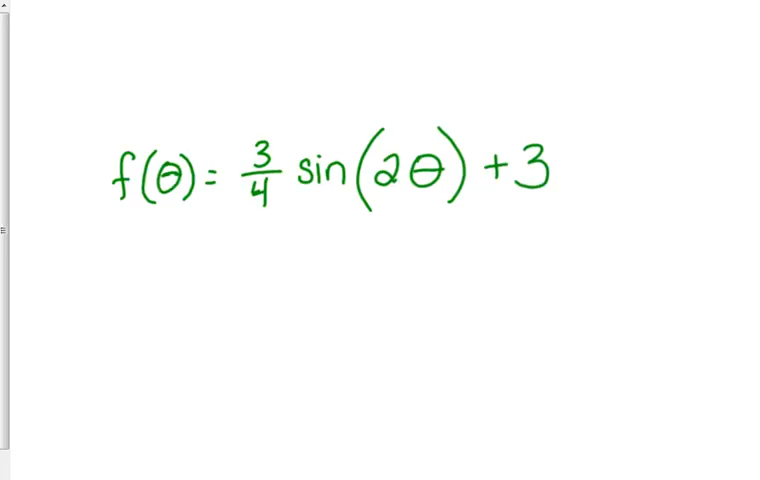 f(θ) = 3/4 sin(2θ) + 3